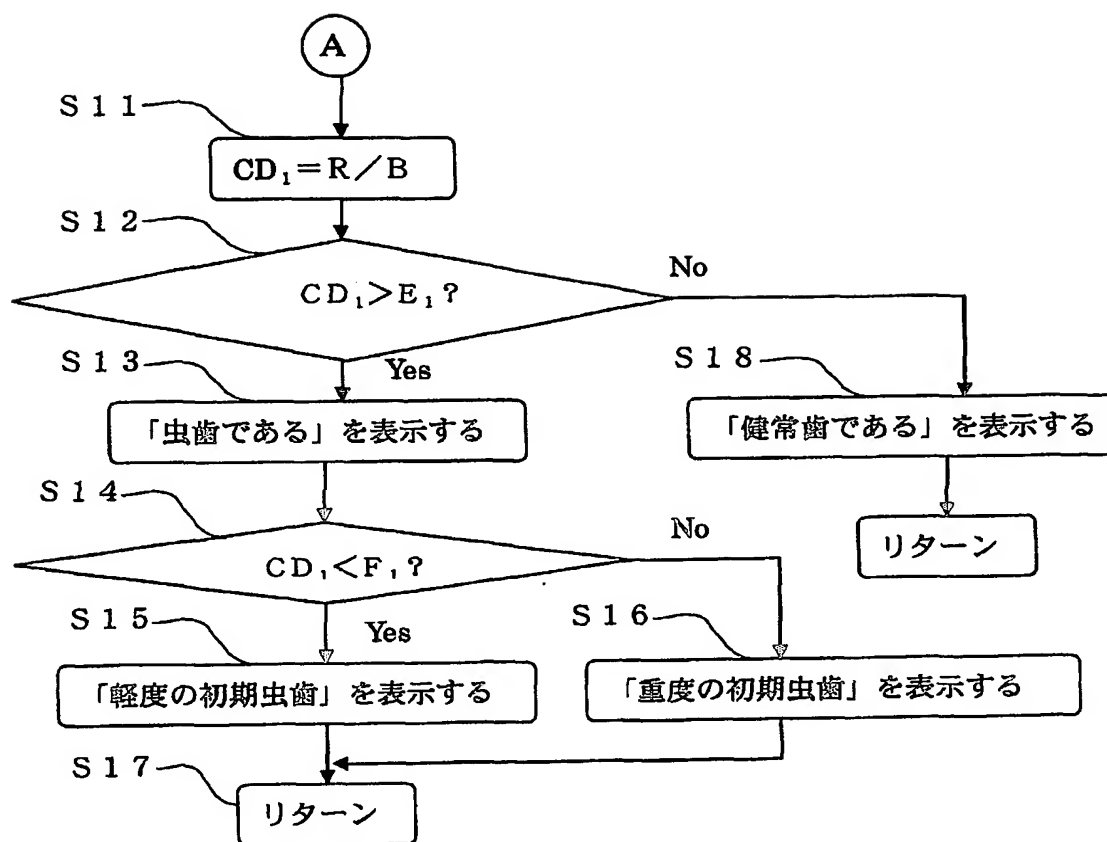 A
S11
CD₁=R/B
S12
CD₁>E₁?
No
Yes
S13
「虫歯である」を表示する
S18
「健常歯である」を表示する
S14
CD₁<F₁?
No
リターン
S15
Yes
S16
「軽度の初期虫歯」を表示する
「重度の初期虫歯」を表示する
S17
リターン